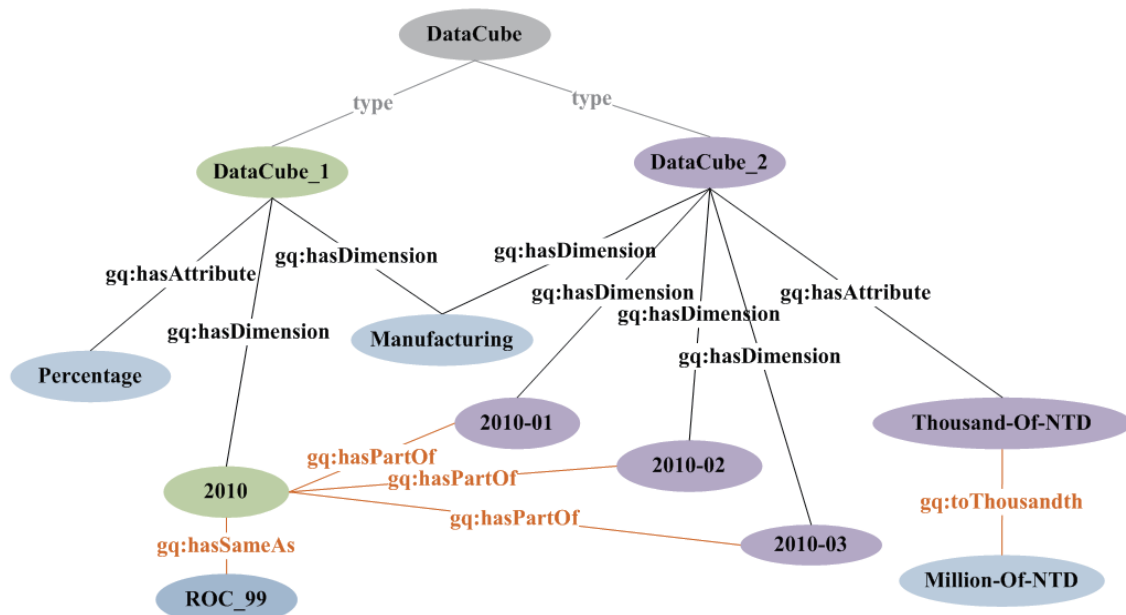 DataCube
type
type
DataCube_1
DataCube_2
gq:hasDimension
gq:hasDimension
gq:hasAttribute
gq:hasDimension
gq:hasAttribute
gq:hasDimension
gq:hasDimension
Manufacturing
gq:hasDimension
Percentage
2010-01
Thousand-Of-NTD
gq:hasPartOf
2010-02
gq:hasPartOf
2010
gq:toThousandth
gq:hasPartOf
gq:hasSameAs
2010-03
Million-Of-NTD
ROC_99